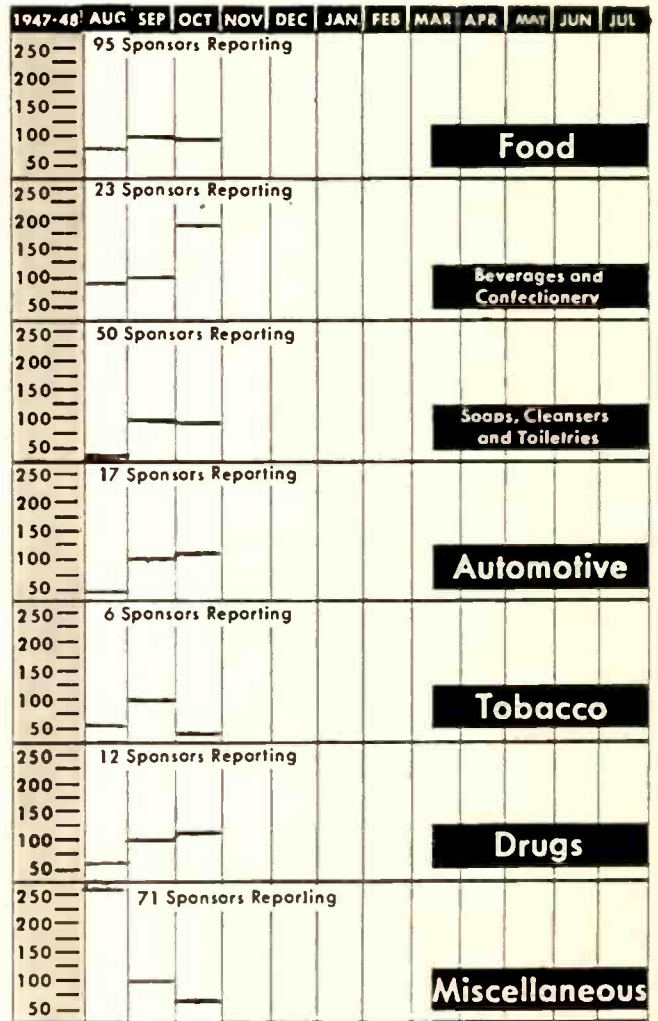 1947-48 AUG SEP OCT NOV DEC JAN FEB MAR APR MAY JUN JUL
95 Sponsors Reporting
250
200
150
100
50
Food
23 Sponsors Reporting
250
200
150
100
50
Beverages and
Confectionery
50 Sponsors Reporting
250
200
150
100
50
Soaps, Cleansers
and Toiletries
17 Sponsors Reporting
250
200
150
100
50
Automotive
6 Sponsors Reporting
250
200
150
100
50
Tobacco
12 Sponsors Reporting
250
200
150
100
50
Drugs
71 Sponsors Reporting
250
200
150
100
50
Miscellaneous